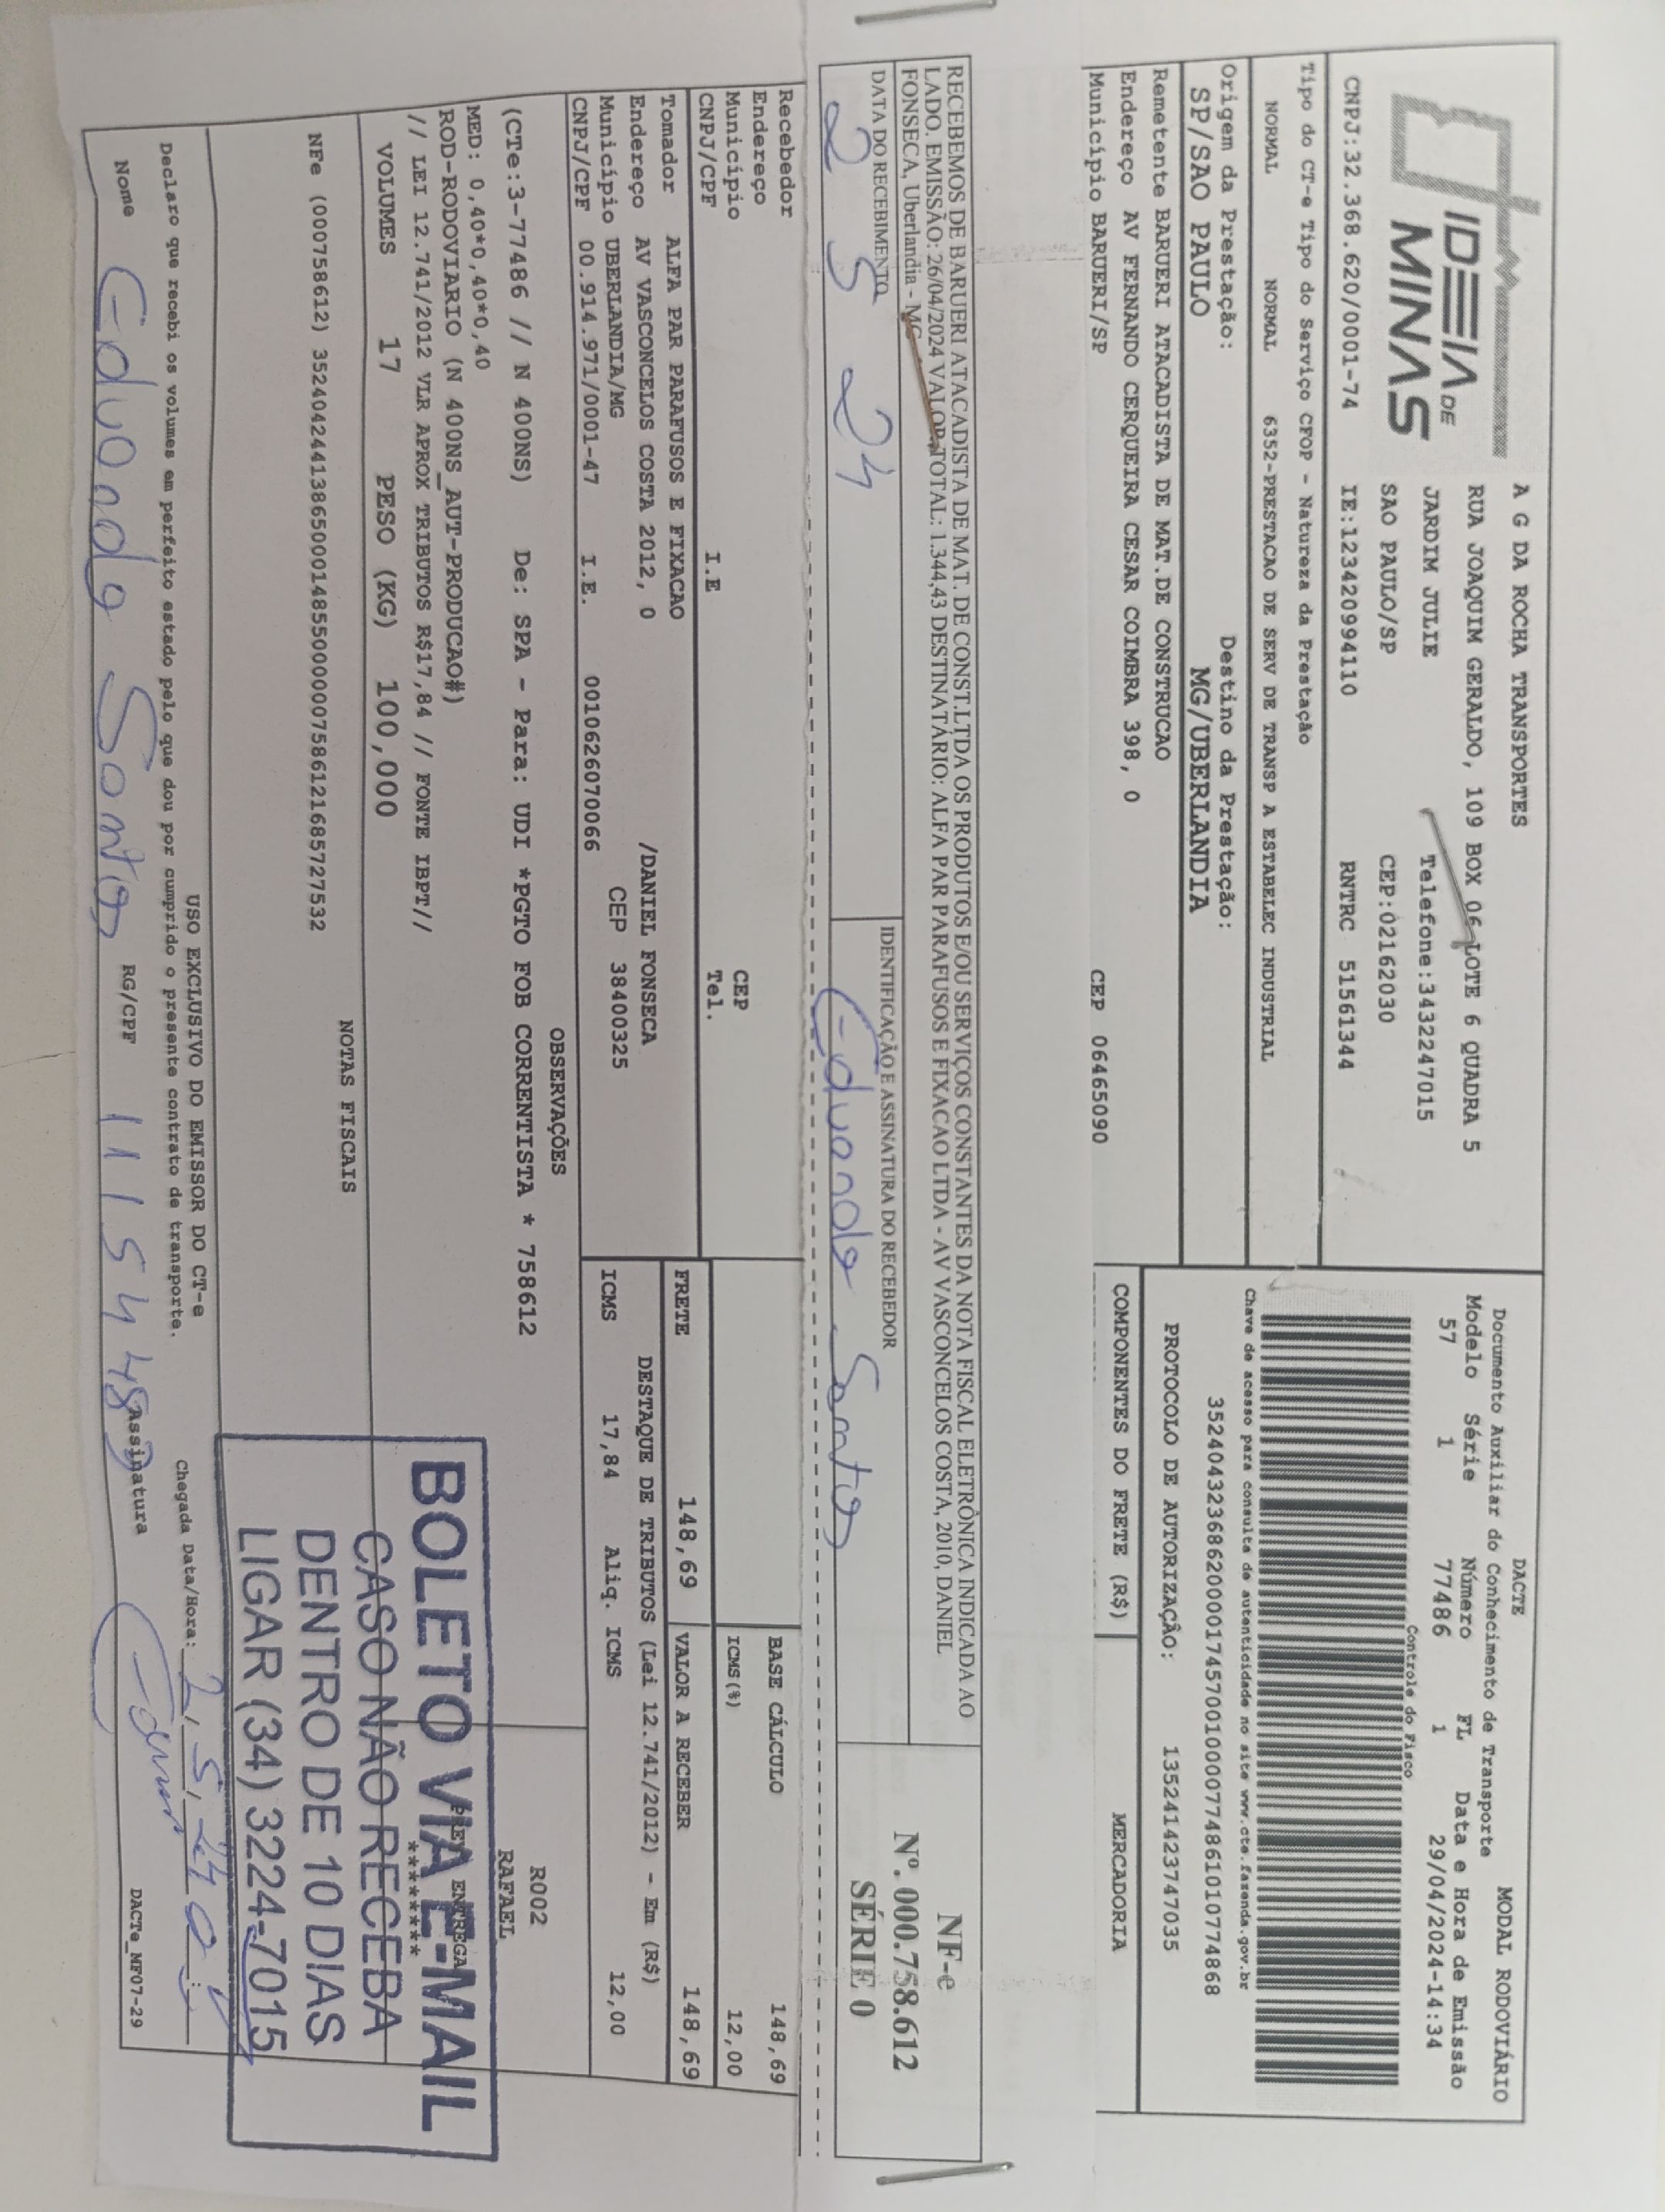 IDEIA DE
MINAS
A G DA ROCHA TRANSPORTES
RUA JOAQUIM GERALDO, 109 BOX 06 LOTE 6 QUADRA 5
JARDIM JULIE Telefone:3432247015
SAO PAULO/SP CEP:02162030
CNPJ:32.368.620/0001-74 IE:123420994110 RNTRC 51561344
Tipo do CT-e Tipo do Serviço CFOP - Natureza da Prestação
NORMAL NORMAL 6352-PRESTACAO DE SERV DE TRANSP A ESTABELEC INDUSTRIAL
Origem da Prestação: Destino da Prestação:
SP/SAO PAULO MG/UBERLANDIA
Remetente BARUERI ATACADISTA DE MAT.DE CONSTRUCAO
Endereço AV FERNANDO CERQUEIRA CESAR COIMBRA 398, 0
Município BARUERI/SP CEP 06465090
DACTE MODAL RODOVIÁRIO
Documento Auxiliar do Conhecimento de Transporte
Modelo Série Número FL Data e Hora de Emissão
57 1 77486 1 29/04/2024-14:34
Controle do Fisco
Chave de acesso para consulta de autenticidade no site www.cte.fazenda.gov.br
35240432368620000174570010000774861010774868
PROTOCOLO DE AUTORIZAÇÃO: 135241423747035
COMPONENTES DO FRETE (R$) MERCADORIA
RECEBEMOS DE BARUERI ATACADISTA DE MAT. DE CONST.LTDA OS PRODUTOS E/OU SERVIÇOS CONSTANTES DA NOTA FISCAL ELETRÔNICA INDICADA AO
LADO. EMISSÃO: 26/04/2024 VALOR TOTAL: 1.344,43 DESTINATÁRIO: ALFA PAR PARAFUSOS E FIXACAO LTDA - AV VASCONCELOS COSTA, 2010, DANIEL
FONSECA, Uberlandia - MG
DATA DO RECEBIMENTO IDENTIFICAÇÃO E ASSINATURA DO RECEBEDOR
2 5 24 Eduondo Santos
NF-e
Nº. 000.758.612
SÉRIE 0
Recebedor
Endereço
Município CEP
CNPJ/CPF I.E Tel.
Tomador ALFA PAR PARAFUSOS E FIXACAO
Endereço AV VASCONCELOS COSTA 2012, 0 /DANIEL FONSECA
Município UBERLANDIA/MG CEP 38400325
CNPJ/CPF 00.914.971/0001-47 I.E. 0010626070066
BASE CÁLCULO 148,69
ICMS(%) 12,00
FRETE 148,69 VALOR A RECEBER 148,69
DESTAQUE DE TRIBUTOS (Lei 12.741/2012) - Em (R$)
ICMS 17,84 Aliq. ICMS 12,00
OBSERVAÇÕES
(CTe:3-77486 // N 400NS) De: SPA - Para: UDI *PGTO FOB CORRENTISTA * 758612
MED: 0,40*0,40*0,40
ROD-RODOVIARIO (N 400NS_AUT-PRODUCAO#)
// LEI 12.741/2012 VLR APROX TRIBUTOS R$17,84 // FONTE IBPT//
R002
RAFAEL
VOLUMES 17 PESO (KG) 100,000
ENTREGA
********
NOTAS FISCAIS
NFe (000758612) 35240424413865000148550000007586121685727532
BOLETO VIA E-MAIL
CASO NÃO RECEBA
DENTRO DE 10 DIAS
LIGAR (34) 3224-7015
USO EXCLUSIVO DO EMISSOR DO CT-e
Declaro que recebi os volumes em perfeito estado pelo que dou por cumprido o presente contrato de transporte.
Chegada Data/Hora: 2/5/24
Nome Eduondo Santos RG/CPF Assinatura
DACTe_MF07-29